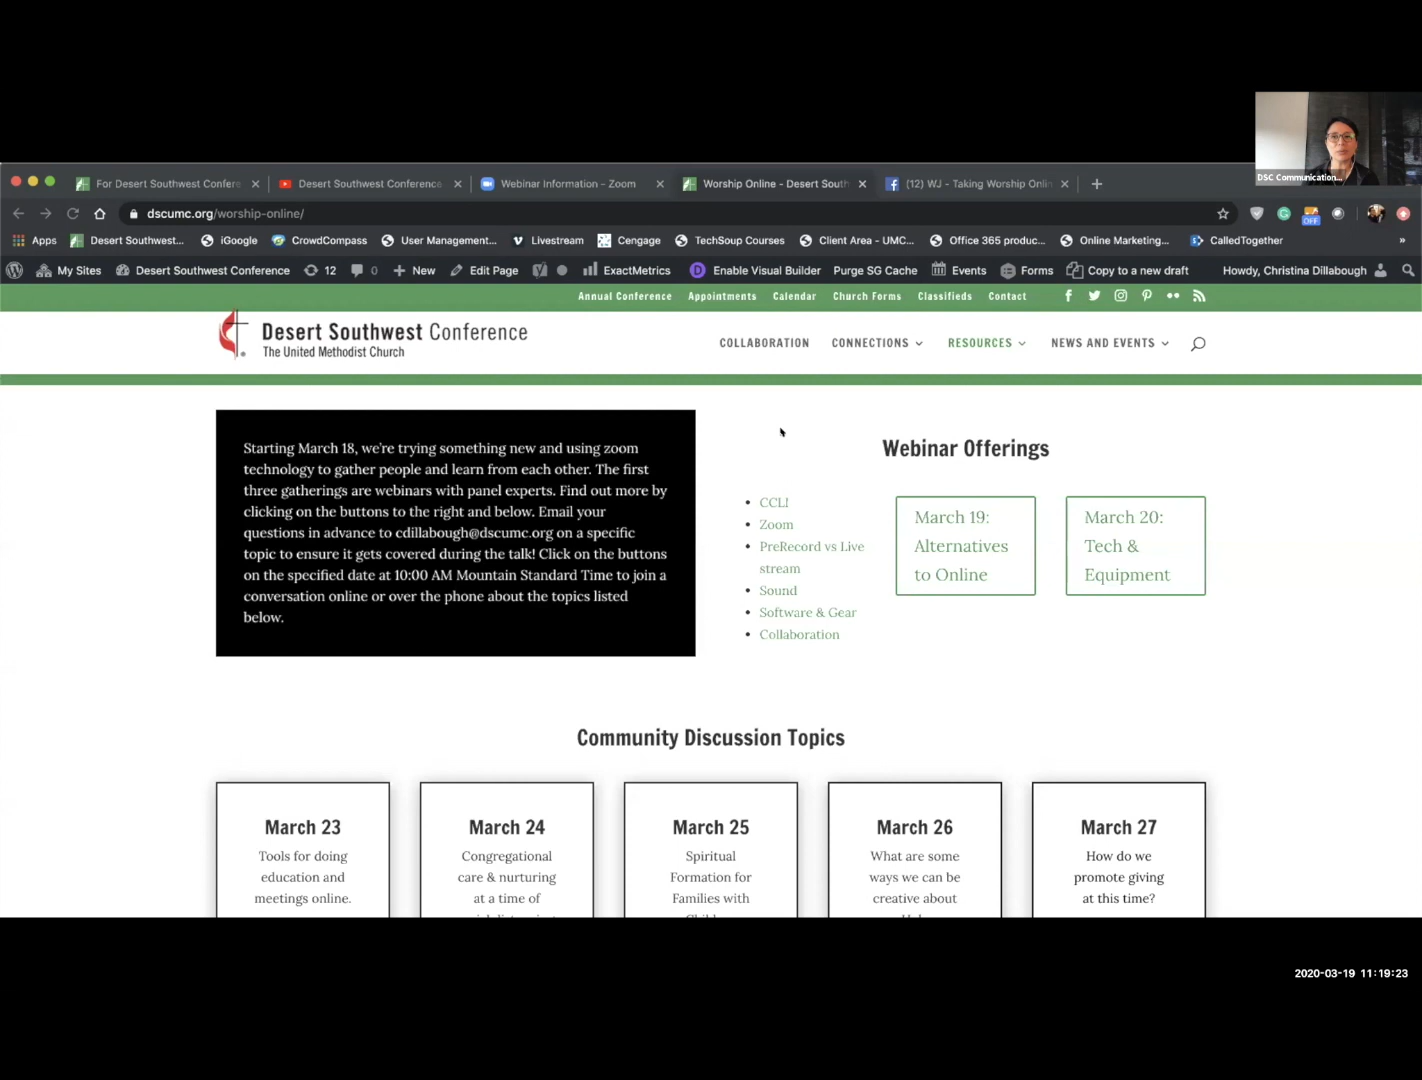 DSC Communication...
For Desert Southwest Confere
Desert Southwest Conference
Webinar Information - Zoom
Worship Online - Desert South
(12) WJ - Taking Worship Onlin
dscumc.org/worship-online/
OFF
Apps
Desert Southwest...
iGoogle
CrowdCompass
User Management...
Livestream
Cengage
TechSoup Courses
Client Area - UMC...
Office 365 produc...
Online Marketing...
CalledTogether
»
My Sites
Desert Southwest Conference
12
0
New
Edit Page
ExactMetrics
Enable Visual Builder
Purge SG Cache
Events
Forms
Copy to a new draft
Howdy, Christina Dillabough
Annual Conference
Appointments
Calendar
Church Forms
Classifieds
Contact
Desert Southwest Conference
The United Methodist Church
COLLABORATION
CONNECTIONS
RESOURCES
NEWS AND EVENTS
Starting March 18, we're trying something new and using zoom
technology to gather people and learn from each other. The first
three gatherings are webinars with panel experts. Find out more by
clicking on the buttons to the right and below. Email your
questions in advance to cdillabough@dscumc.org on a specific
topic to ensure it gets covered during the talk! Click on the buttons
on the specified date at 10:00 AM Mountain Standard Time to join a
conversation online or over the phone about the topics listed
below.
Webinar Offerings
CCLI
Zoom
PreRecord vs Live
stream
Sound
Software & Gear
Collaboration
March 19:
Alternatives
to Online
March 20:
Tech &
Equipment
Community Discussion Topics
March 23
Tools for doing
education and
meetings online.
March 24
Congregational
care & nurturing
at a time of
March 25
Spiritual
Formation for
Families with
March 26
What are some
ways we can be
creative about
March 27
How do we
promote giving
at this time?
2020-03-19 11:19:23